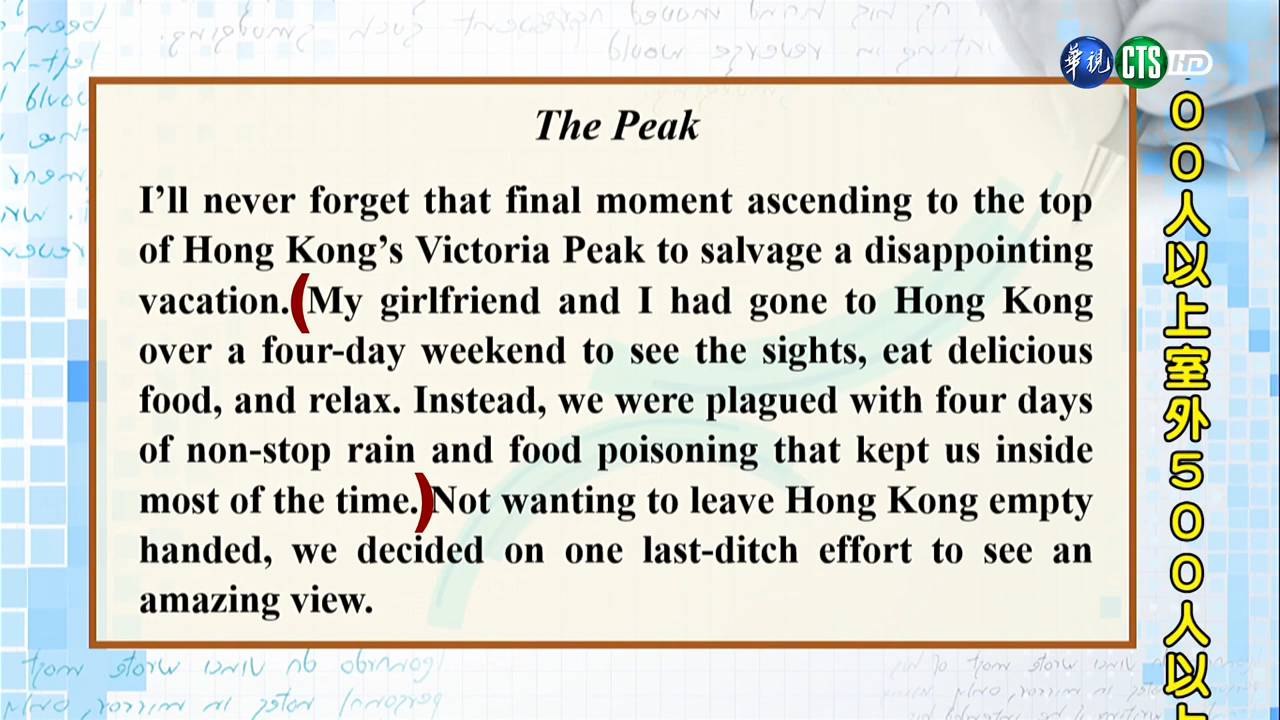 華視 CTS HD
The Peak
I'll never forget that final moment ascending to the top
of Hong Kong's Victoria Peak to salvage a disappointing
vacation.(My girlfriend and I had gone to Hong Kong
over a four-day weekend to see the sights, eat delicious
food, and relax. Instead, we were plagued with four days
of non-stop rain and food poisoning that kept us inside
most of the time.)Not wanting to leave Hong Kong empty
handed, we decided on one last-ditch effort to see an
amazing view.
００人以上室外５００人以上